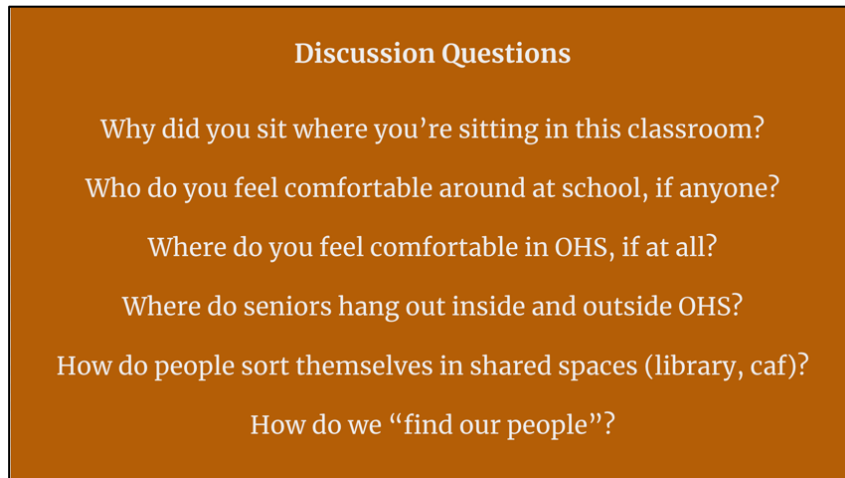 Discussion Questions
Why did you sit where you’re sitting in this classroom?
Who do you feel comfortable around at school, if anyone?
Where do you feel comfortable in OHS, if at all?
Where do seniors hang out inside and outside OHS?
How do people sort themselves in shared spaces (library, caf)?
How do we “find our people”?